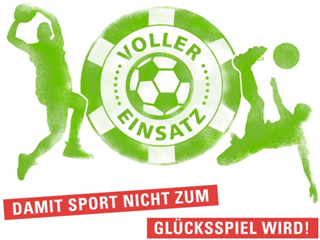 VOLLER
EINSATZ
DAMIT SPORT NICHT ZUM
GLÜCKSSPIEL WIRD!